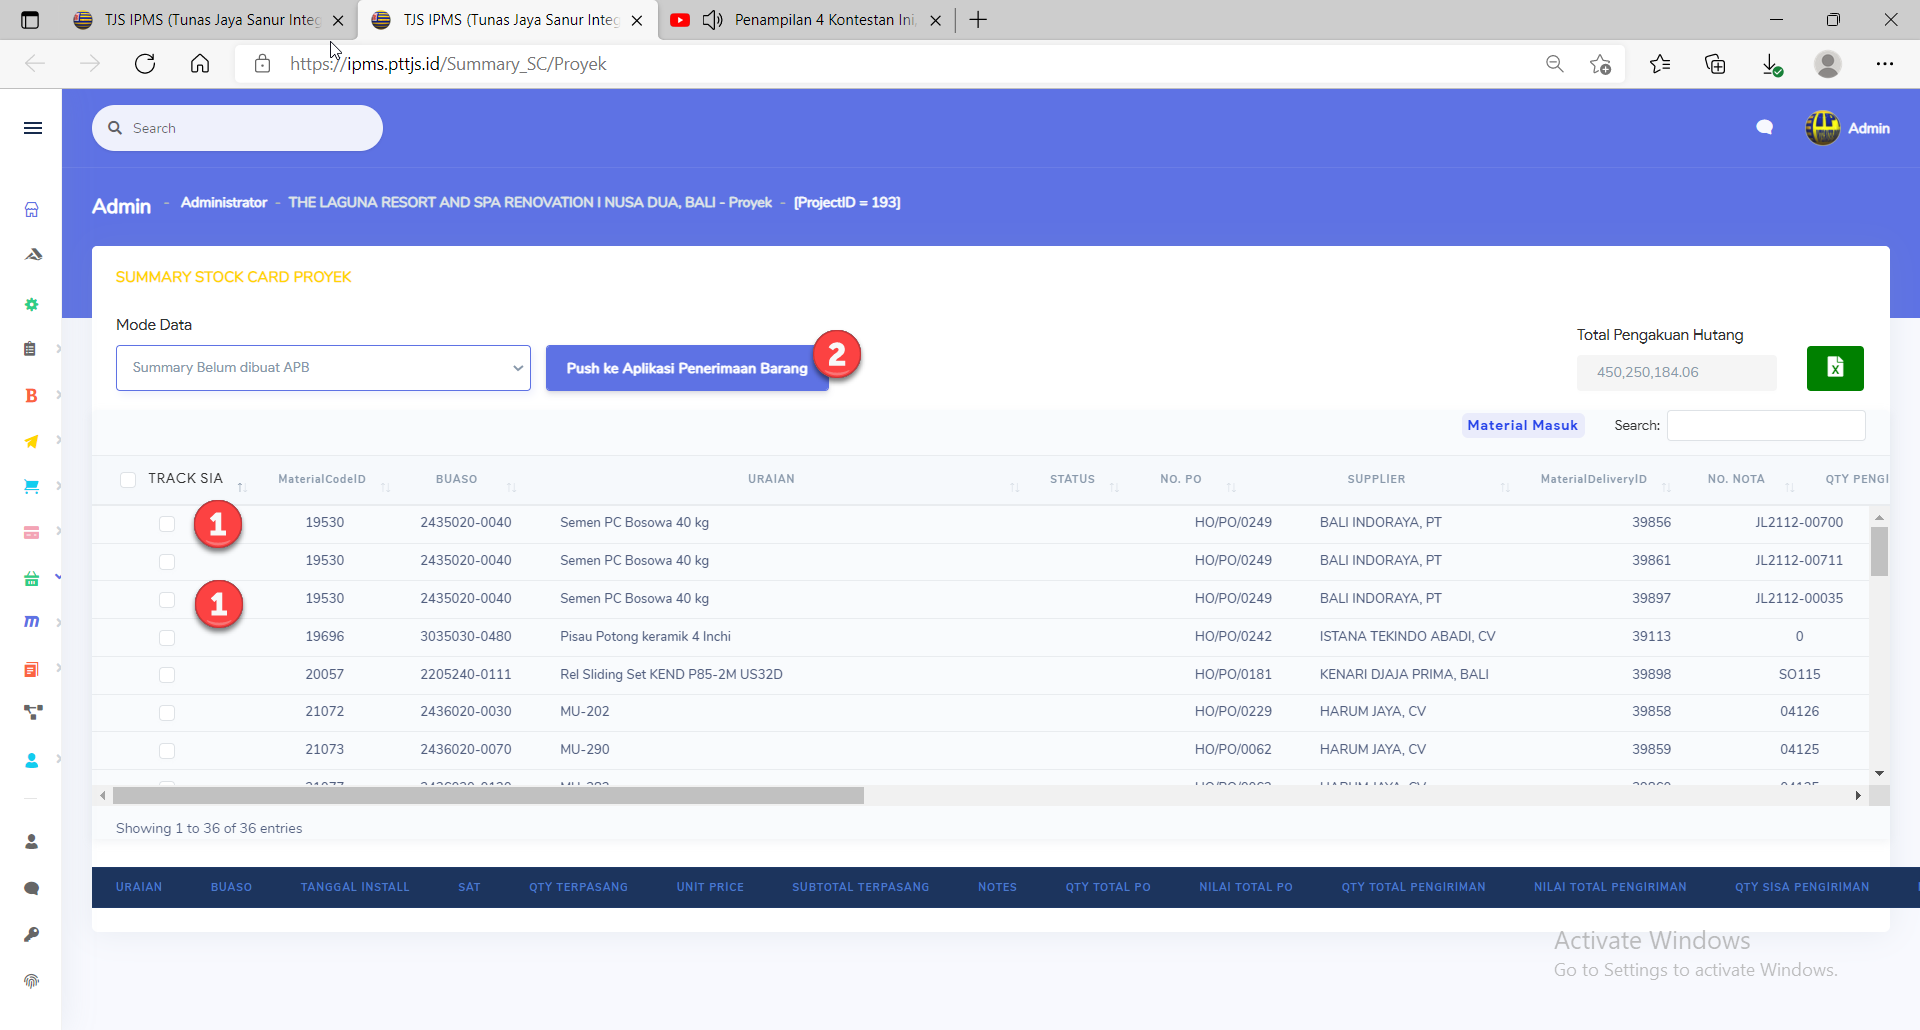 TJS IPMS (Tunas Jaya Sanur Integ
TJS IPMS (Tunas Jaya Sanur Integ
Penampilan 4 Kontestan Ini,
https://ipms.pttjs.id/Summary_SC/Proyek
Search
Admin
Admin - Administrator - THE LAGUNA RESORT AND SPA RENOVATION I NUSA DUA, BALI - Proyek - [ProjectID = 193]
SUMMARY STOCK CARD PROYEK
Mode Data
Total Pengakuan Hutang
Summary Belum dibuat APB
Push ke Aplikasi Penerimaan Barang
2
450,250,184.06
Material Masuk
Search:
TRACK SIA MaterialCodeID BUASO URAIAN STATUS NO. PO SUPPLIER MaterialDeliveryID NO. NOTA QTY PENGI
1 19530 2435020-0040 Semen PC Bosowa 40 kg HO/PO/0249 BALI INDORAYA, PT 39856 JL2112-00700
19530 2435020-0040 Semen PC Bosowa 40 kg HO/PO/0249 BALI INDORAYA, PT 39861 JL2112-00711
1 19530 2435020-0040 Semen PC Bosowa 40 kg HO/PO/0249 BALI INDORAYA, PT 39897 JL2112-00035
19696 3035030-0480 Pisau Potong keramik 4 Inchi HO/PO/0242 ISTANA TEKINDO ABADI, CV 39113 0
20057 2205240-0111 Rel Sliding Set KEND P85-2M US32D HO/PO/0181 KENARI DJAJA PRIMA, BALI 39898 SO115
21072 2436020-0030 MU-202 HO/PO/0229 HARUM JAYA, CV 39858 04126
21073 2436020-0070 MU-290 HO/PO/0062 HARUM JAYA, CV 39859 04125
Showing 1 to 36 of 36 entries
URAIAN BUASO TANGGAL INSTALL SAT QTY TERPASANG UNIT PRICE SUBTOTAL TERPASANG NOTES QTY TOTAL PO NILAI TOTAL PO QTY TOTAL PENGIRIMAN NILAI TOTAL PENGIRIMAN QTY SISA PENGIRIMAN
Activate Windows
Go to Settings to activate Windows.